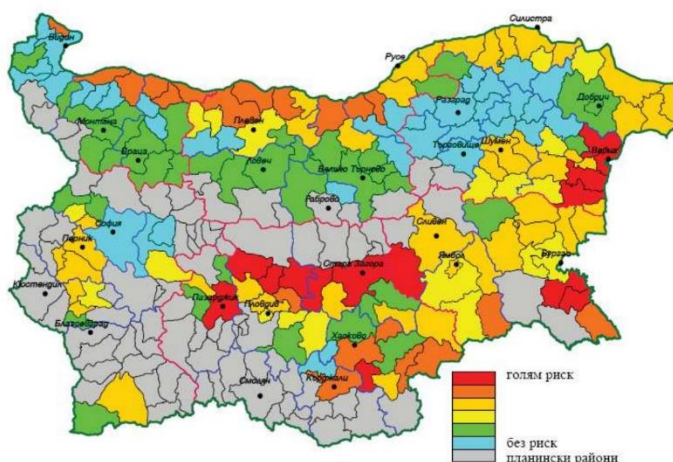 Силистра
Видин
Русе
Разград
Добрич
Монтана
Плевен
Враца
Търговище
Шумен
Варна
Ловеч
Велико Търново
Габрово
София
Сливен
Перник
Стара Загора
Ямбол
Бургас
Кюстендил
Пазарджик
Пловдив
Благоевград
Хасково
Смолян
Кърджали
голям риск
без риск
планински райони